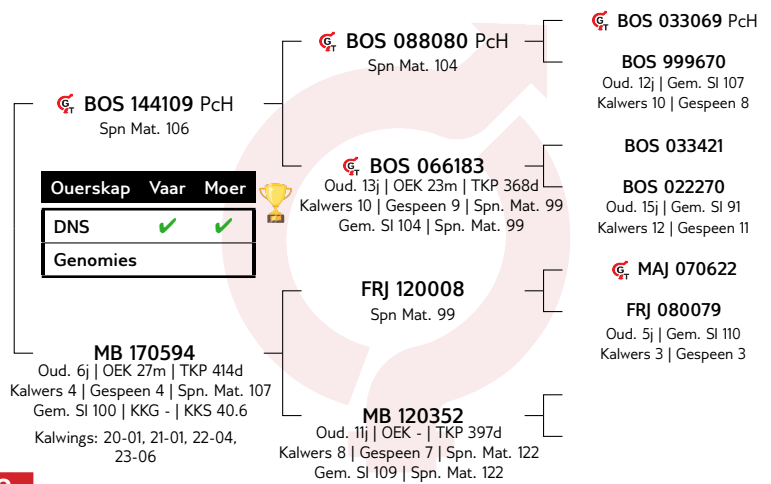 BOS 144109 PcH
Spn Mat. 106
Ouerskap Vaar Moer
DNS ✔ ✔
Genomies
MB 170594
Oud. 6j | OEK 27m | TKP 414d
Kalwers 4 | Gespeen 4 | Spn. Mat. 107
Gem. SI 100 | KKG - | KKS 40.6
Kalwings: 20-01, 21-01, 22-04,
23-06
BOS 088080 PcH
Spn Mat. 104
BOS 066183
Oud. 13j | OEK 23m | TKP 368d
Kalwers 10 | Gespeen 9 | Spn. Mat. 99
Gem. SI 104 | Spn. Mat. 99
FRJ 120008
Spn Mat. 99
MB 120352
Oud. 11j | OEK - | TKP 397d
Kalwers 8 | Gespeen 7 | Spn. Mat. 122
Gem. SI 109 | Spn. Mat. 122
BOS 033069 PcH
BOS 999670
Oud. 12j | Gem. SI 107
Kalwers 10 | Gespeen 8
BOS 033421
BOS 022270
Oud. 15j | Gem. SI 91
Kalwers 12 | Gespeen 11
MAJ 070622
FRJ 080079
Oud. 5j | Gem. SI 110
Kalwers 3 | Gespeen 3